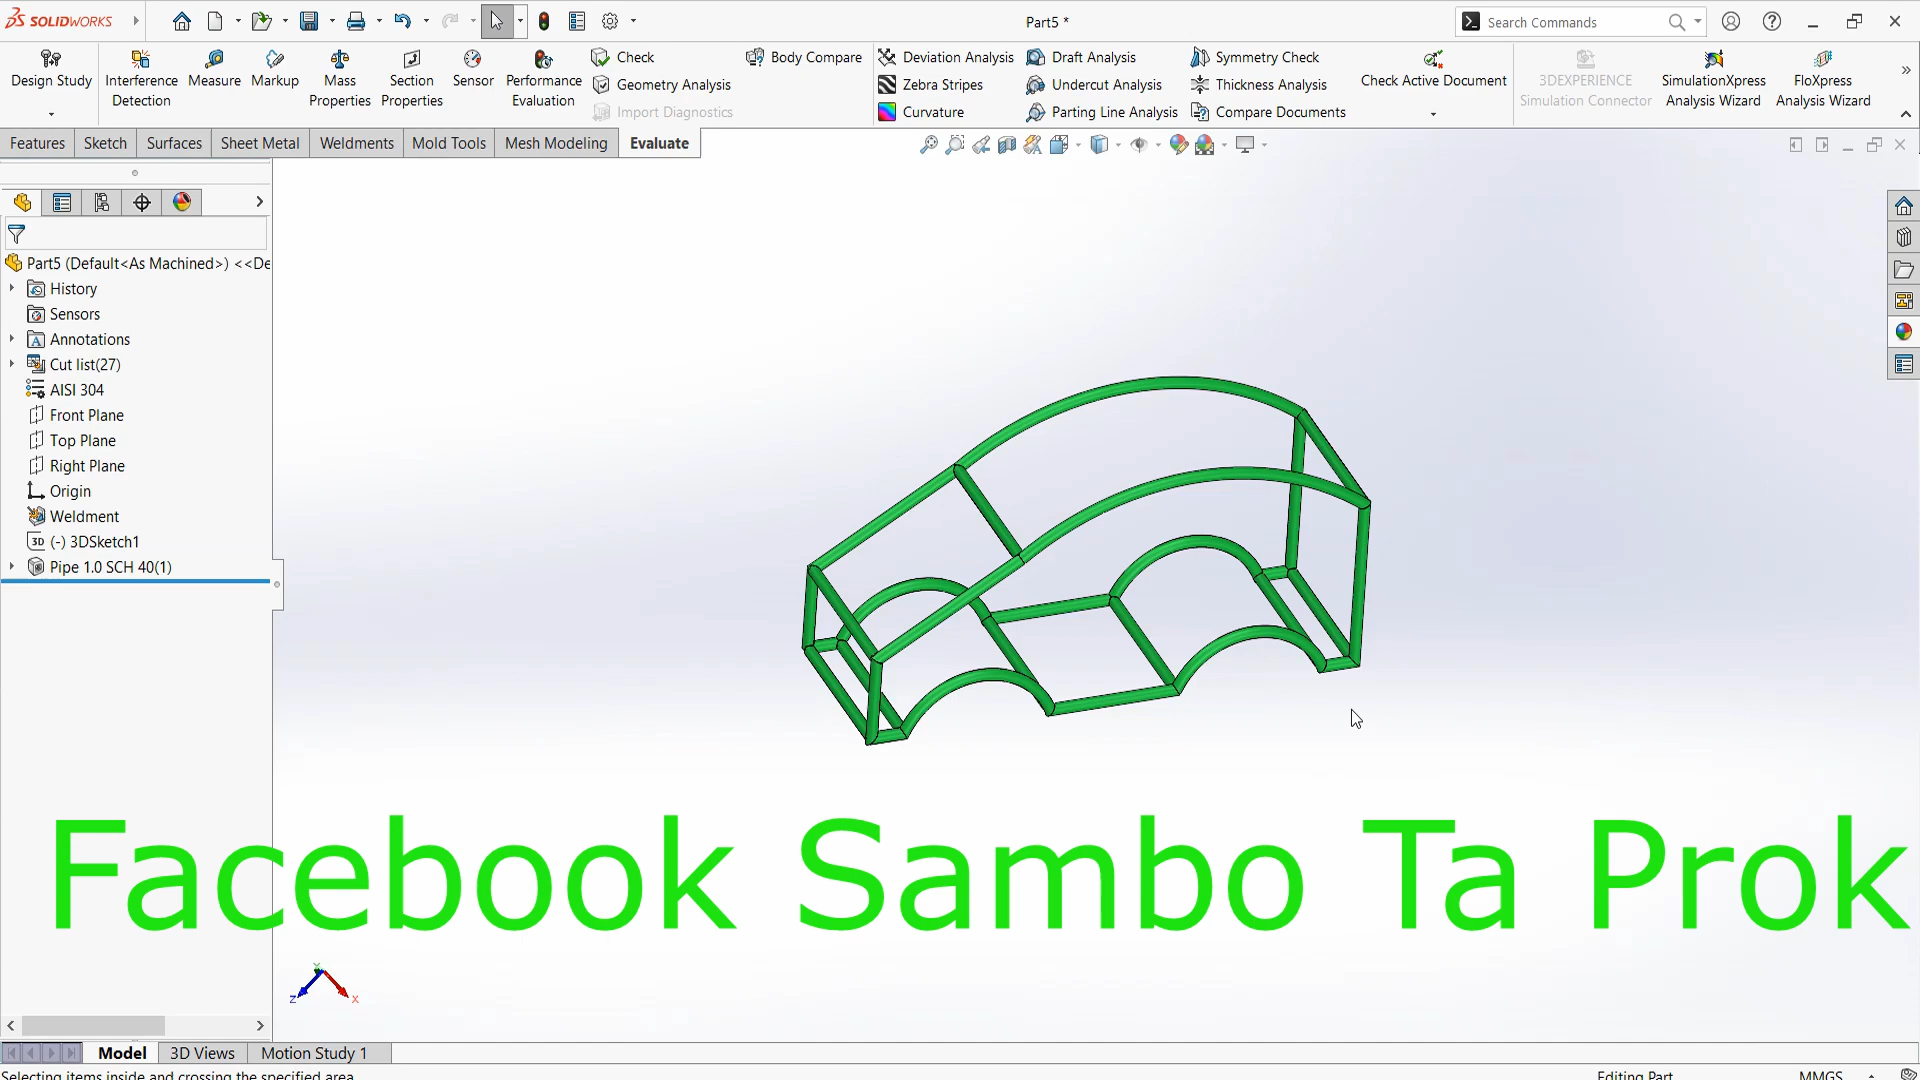 SOLIDWORKS
Part5 *
Search Commands
Design Study
Interference Detection
Measure
Markup
Mass Properties
Section Properties
Sensor
Performance Evaluation
Check
Geometry Analysis
Import Diagnostics
Body Compare
Deviation Analysis
Zebra Stripes
Curvature
Draft Analysis
Undercut Analysis
Parting Line Analysis
Symmetry Check
Thickness Analysis
Compare Documents
Check Active Document
3DEXPERIENCE Simulation Connector
SimulationXpress Analysis Wizard
FloXpress Analysis Wizard
Features Sketch Surfaces Sheet Metal Weldments Mold Tools Mesh Modeling Evaluate
Part5 (Default<As Machined>) <<De
History
Sensors
Annotations
Cut list(27)
AISI 304
Front Plane
Top Plane
Right Plane
Origin
Weldment
3D (-) 3DSketch1
Pipe 1.0 SCH 40(1)
Facebook Sambo Ta Prok
Y
Z X
Model 3D Views Motion Study 1
Selecting items inside and crossing the specified area
Editing Part MMGS